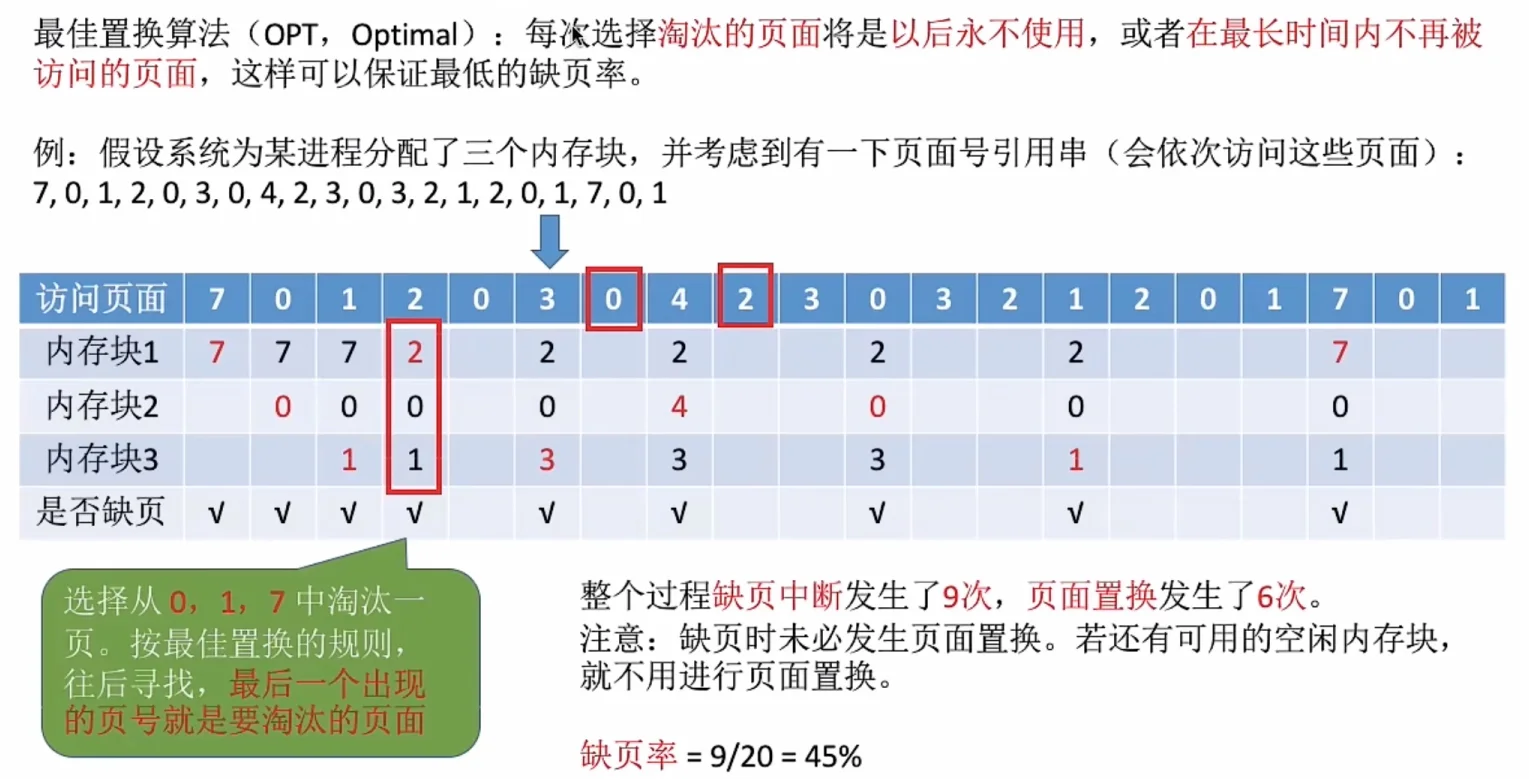 最佳置换算法（OPT，Optimal）：每次选择淘汰的页面将是以后永不使用，或者在最长时间内不再被
访问的页面，这样可以保证最低的缺页率。
例：假设系统为某进程分配了三个内存块，并考虑到有一下页面号引用串（会依次访问这些页面）：
7, 0, 1, 2, 0, 3, 0, 4, 2, 3, 0, 3, 2, 1, 2, 0, 1, 7, 0, 1
访问页面 7 0 1 2 0 3 0 4 2 3 0 3 2 1 2 0 1 7 0 1
内存块1 7 7 7 2 2 2 2 2 7
内存块2 0 0 0 0 4 0 0 0
内存块3 1 1 3 3 3 1 1
是否缺页 √ √ √ √ √ √ √ √ √
选择从 0，1，7 中淘汰一
页。按最佳置换的规则，
往后寻找，最后一个出现
的页号就是要淘汰的页面
整个过程缺页中断发生了9次，页面置换发生了6次。
注意：缺页时未必发生页面置换。若还有可用的空闲内存块，
就不用进行页面置换。
缺页率 = 9/20 = 45%